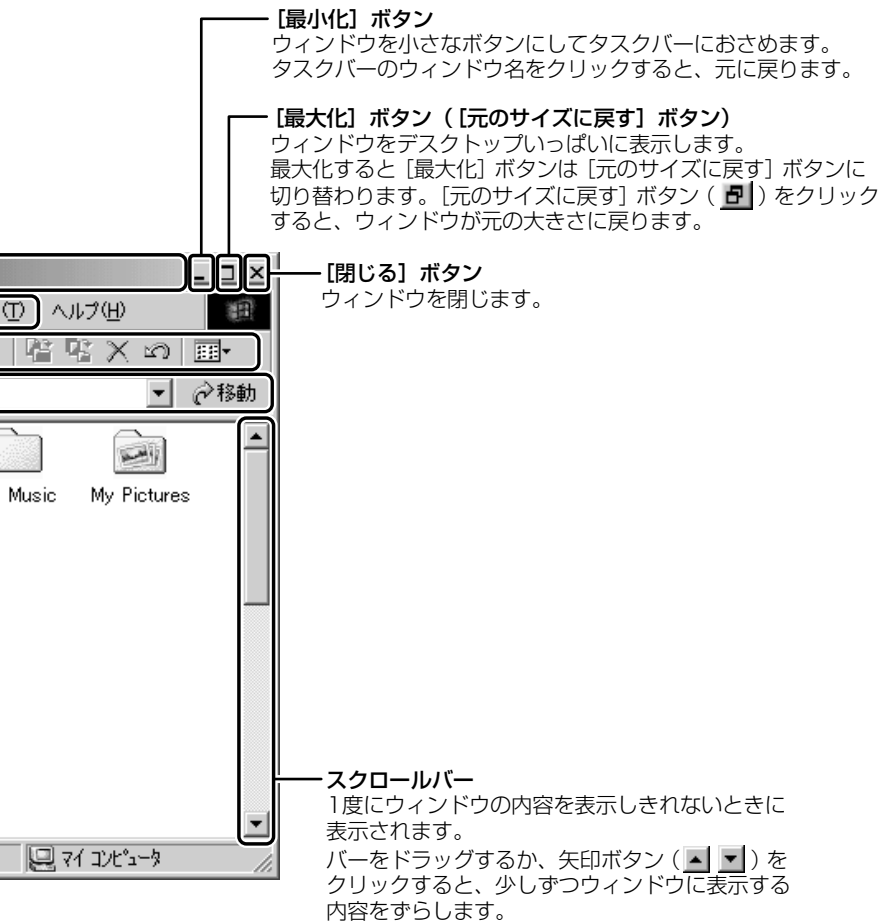 [最小化] ボタン
ウィンドウを小さなボタンにしてタスクバーにおさめます。
タスクバーのウィンドウ名をクリックすると、元に戻ります。
[最大化] ボタン([元のサイズに戻す] ボタン)
ウィンドウをデスクトップいっぱいに表示します。
最大化すると [最大化] ボタンは [元のサイズに戻す] ボタンに
切り替わります。[元のサイズに戻す] ボタン( )をクリック
すると、ウィンドウが元の大きさに戻ります。
[閉じる] ボタン
ウィンドウを閉じます。
(T) ヘルプ(H)
移動
Music My Pictures
スクロールバー
1度にウィンドウの内容を表示しきれないときに
表示されます。
バーをドラッグするか、矢印ボタン(▲ ▼)を
クリックすると、少しずつウィンドウに表示する
内容をずらします。
マイ コンピュータ